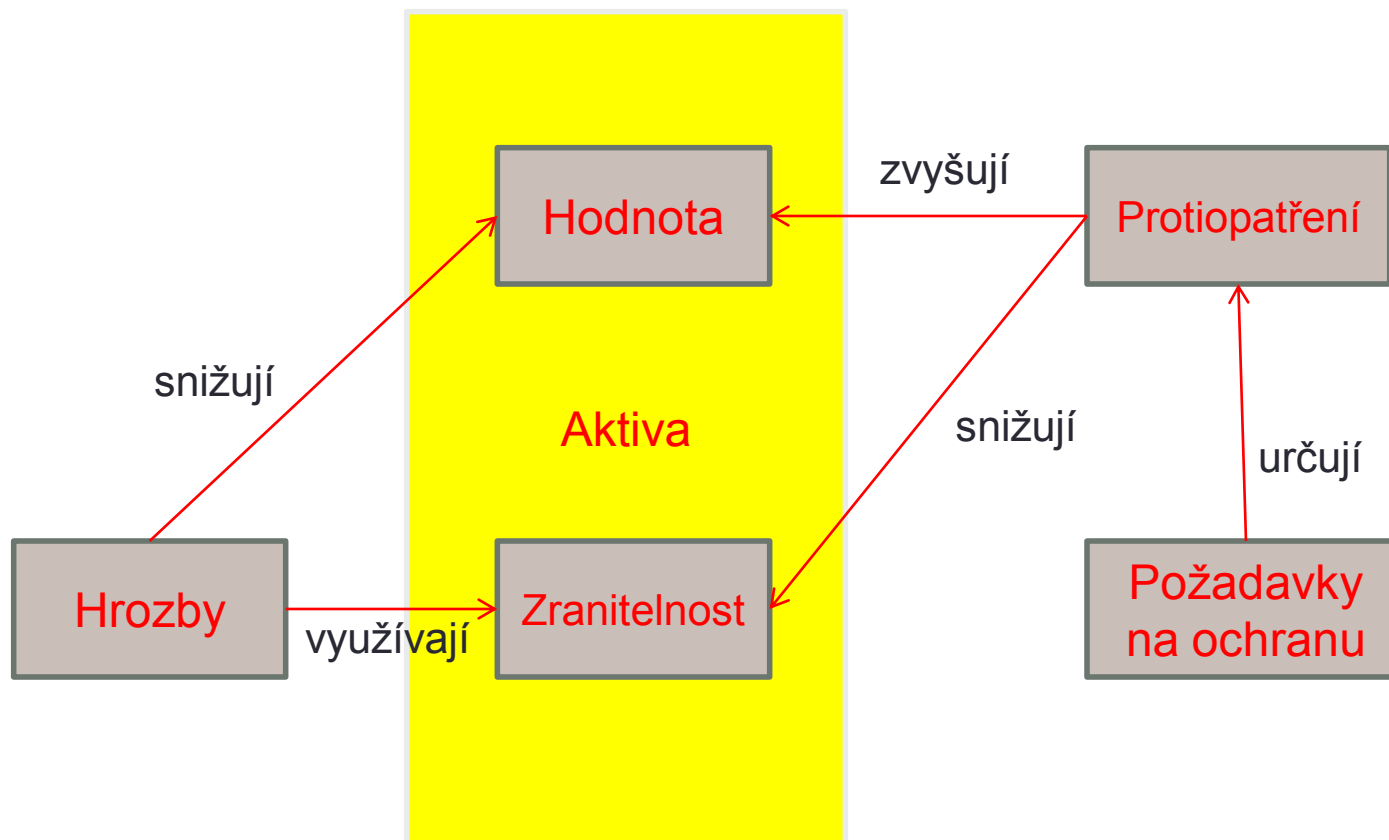 zvyšují
Hodnota
Protiopatření
snižují
Aktiva
snižují
určují
Hrozby
využívají
Zranitelnost
Požadavky
na ochranu